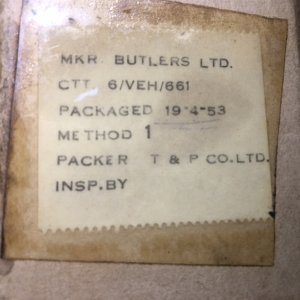 MKR. BUTLERS LTD.
CTT. 6/VEH/661
PACKAGED 19-4-53
METHOD 1
PACKER T & P CO. LTD.
INSP. BY